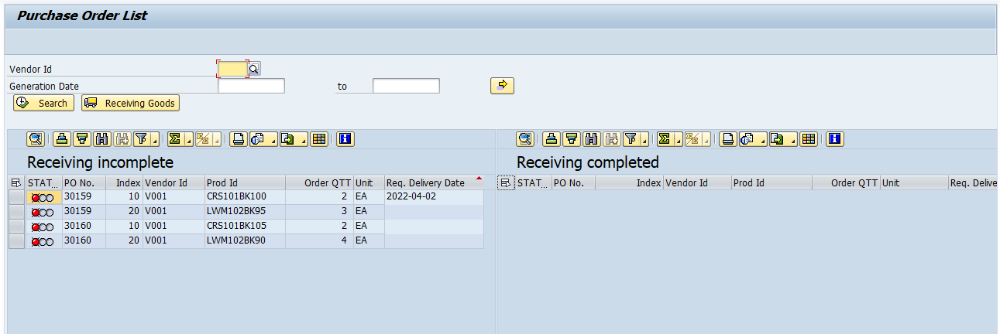 Purchase Order List
Vendor Id
Generation Date to
Search Receiving Goods
Receiving incomplete
STAT... PO No. Index Vendor Id Prod Id Order QTT Unit Req. Delivery Date
30159 10 V001 CRS101BK100 2 EA 2022-04-02
30159 20 V001 LWM102BK95 3 EA
30160 10 V001 CRS101BK105 2 EA
30160 20 V001 LWM102BK90 4 EA
Receiving completed
STAT... PO No. Index Vendor Id Prod Id Order QTT Unit Req. Delive